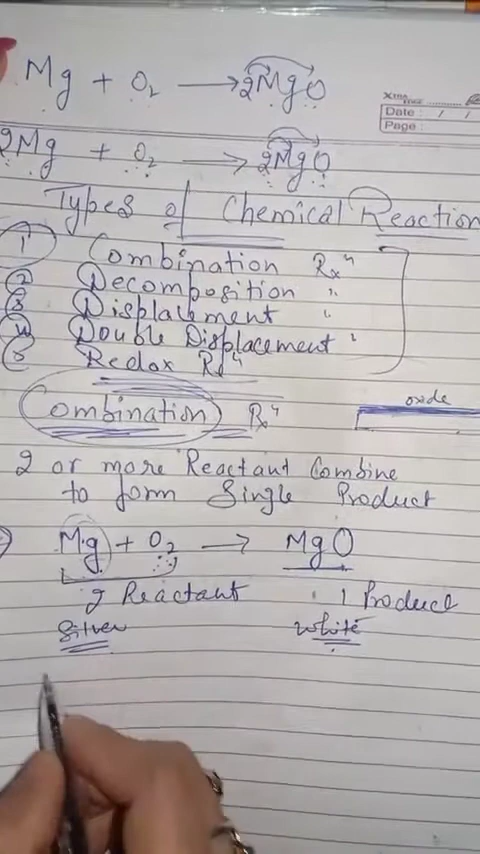 Mg + O2 → 2MgO
Date : / /
Page :
2Mg + O2 → 2MgO
Types of Chemical Reaction
1 Combination Rxn
2 Decomposition "
3 Displacement "
4 Double Displacement "
5 Redox Rxn
Combination Rxn
oxide
2 or more Reactant Combine
to form Single Product
Mg + O2 → MgO
2 Reactant 1 Product
Silver White